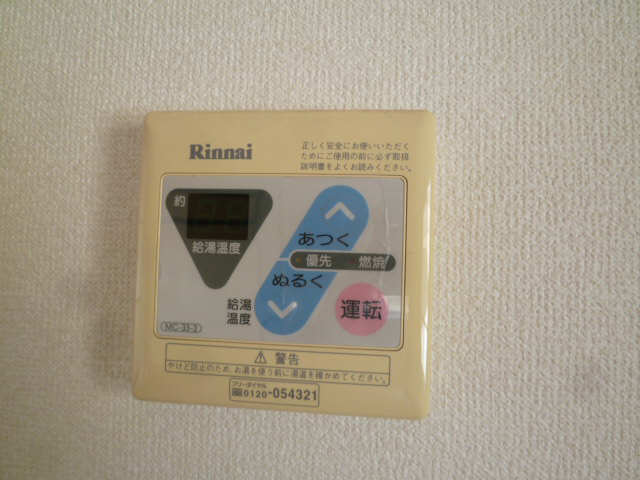 Rinnai
正しく安全にお使いいただく
ためにご使用の前に必ず取扱
説明書をよくお読みください。
約
給湯温度
あつく
優先 燃焼
ぬるく
給湯
温度
運転
MC-33-3
警告
やけど防止のため、お湯を使う前に湯温を確かめてください。
フリーダイヤル
0120-054321